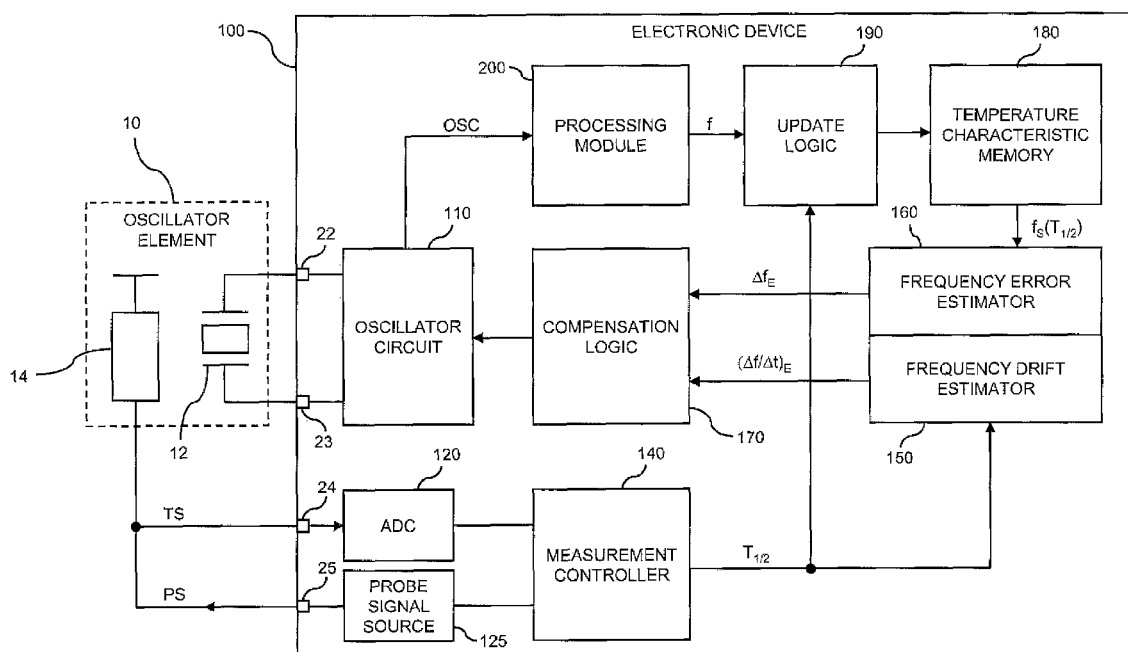 100
ELECTRONIC DEVICE
190
180
200
PROCESSING
MODULE
f
UPDATE
LOGIC
TEMPERATURE
CHARACTERISTIC
MEMORY
OSC
10
OSCILLATOR
ELEMENT
22
110
160
fS(T1/2)
OSCILLATOR
CIRCUIT
COMPENSATION
LOGIC
ΔfE
FREQUENCY ERROR
ESTIMATOR
(Δf/Δt)E
FREQUENCY DRIFT
ESTIMATOR
14
12
23
170
150
24
120
140
TS
ADC
MEASUREMENT
CONTROLLER
T1/2
25
PS
PROBE
SIGNAL
SOURCE
125